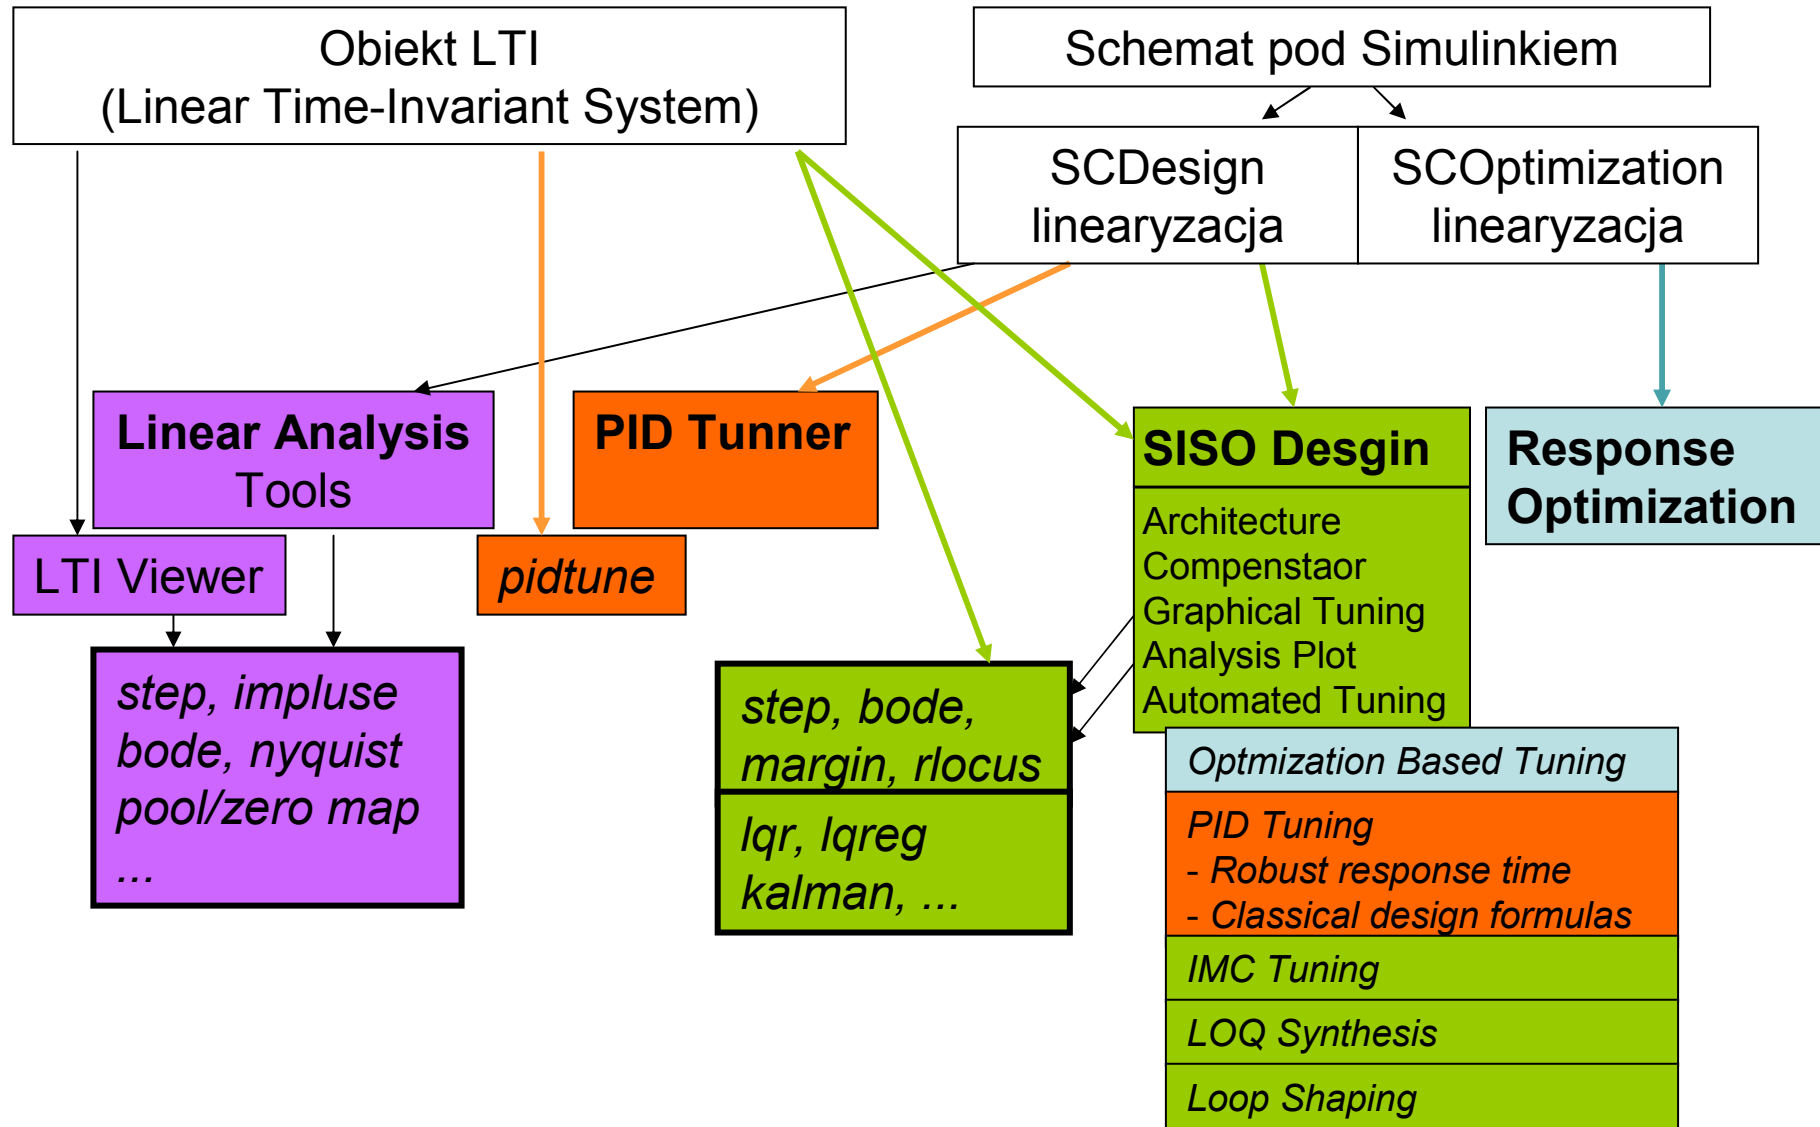 Obiekt LTI
(Linear Time-Invariant System)
Schemat pod Simulinkiem
SCDesign
linearyzacja
SCOptimization
linearyzacja
Linear Analysis
Tools
PID Tunner
SISO Desgin
Response
Optimization
LTI Viewer
pidtune
Architecture
Compenstaor
Graphical Tuning
Analysis Plot
Automated Tuning
step, impluse
bode, nyquist
pool/zero map
...
step, bode,
margin, rlocus
lqr, lqreg
kalman, ...
Optmization Based Tuning
PID Tuning
- Robust response time
- Classical design formulas
IMC Tuning
LOQ Synthesis
Loop Shaping